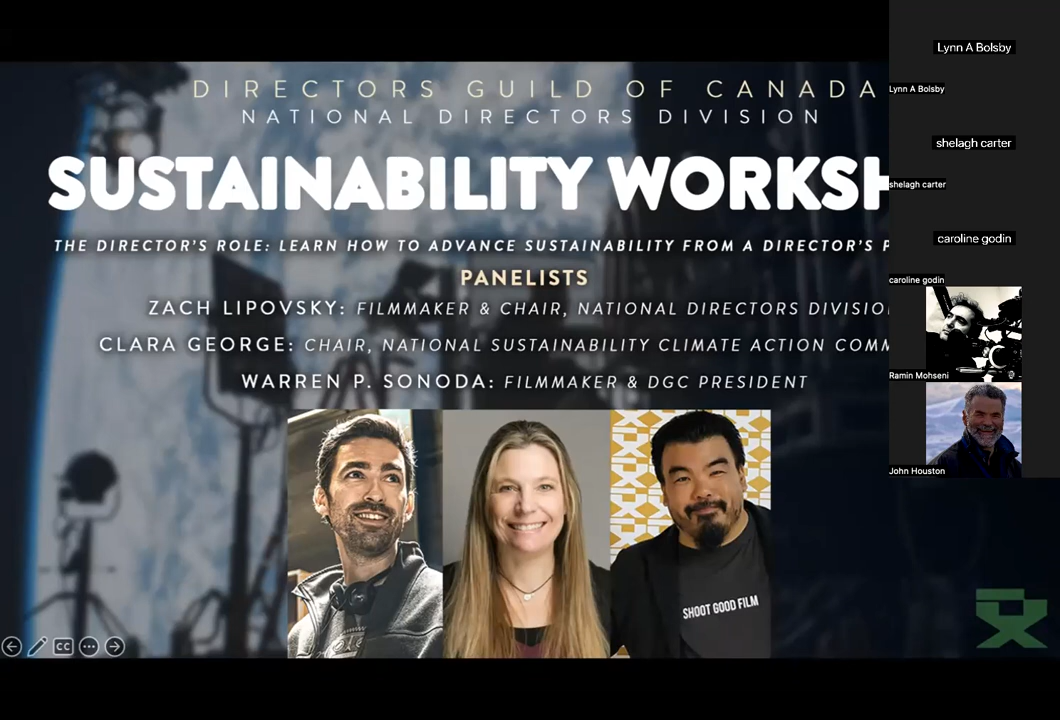 DIRECTORS GUILD OF CANADA
NATIONAL DIRECTORS DIVISION
SUSTAINABILITY WORKSH
THE DIRECTOR'S ROLE: LEARN HOW TO ADVANCE SUSTAINABILITY FROM A DIRECTOR'S P
PANELISTS
ZACH LIPOVSKY: FILMMAKER & CHAIR, NATIONAL DIRECTORS DIVISION
CLARA GEORGE: CHAIR, NATIONAL SUSTAINABILITY CLIMATE ACTION COMM
WARREN P. SONODA: FILMMAKER & DGC PRESIDENT
SHOOT GOOD FILM
CC
Lynn A Bolsby
Lynn A Bolsby
shelagh carter
shelagh carter
caroline godin
caroline godin
Ramin Mohseni
John Houston